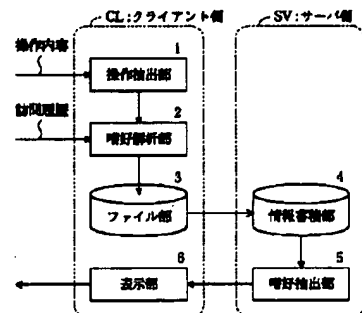 CL:クライアント側
SV:サーバ側
操作内容
1
操作抽出部
訪問履歴
2
嗜好解析部
3
ファイル部
4
情報蓄積部
6
表示部
5
嗜好抽出部